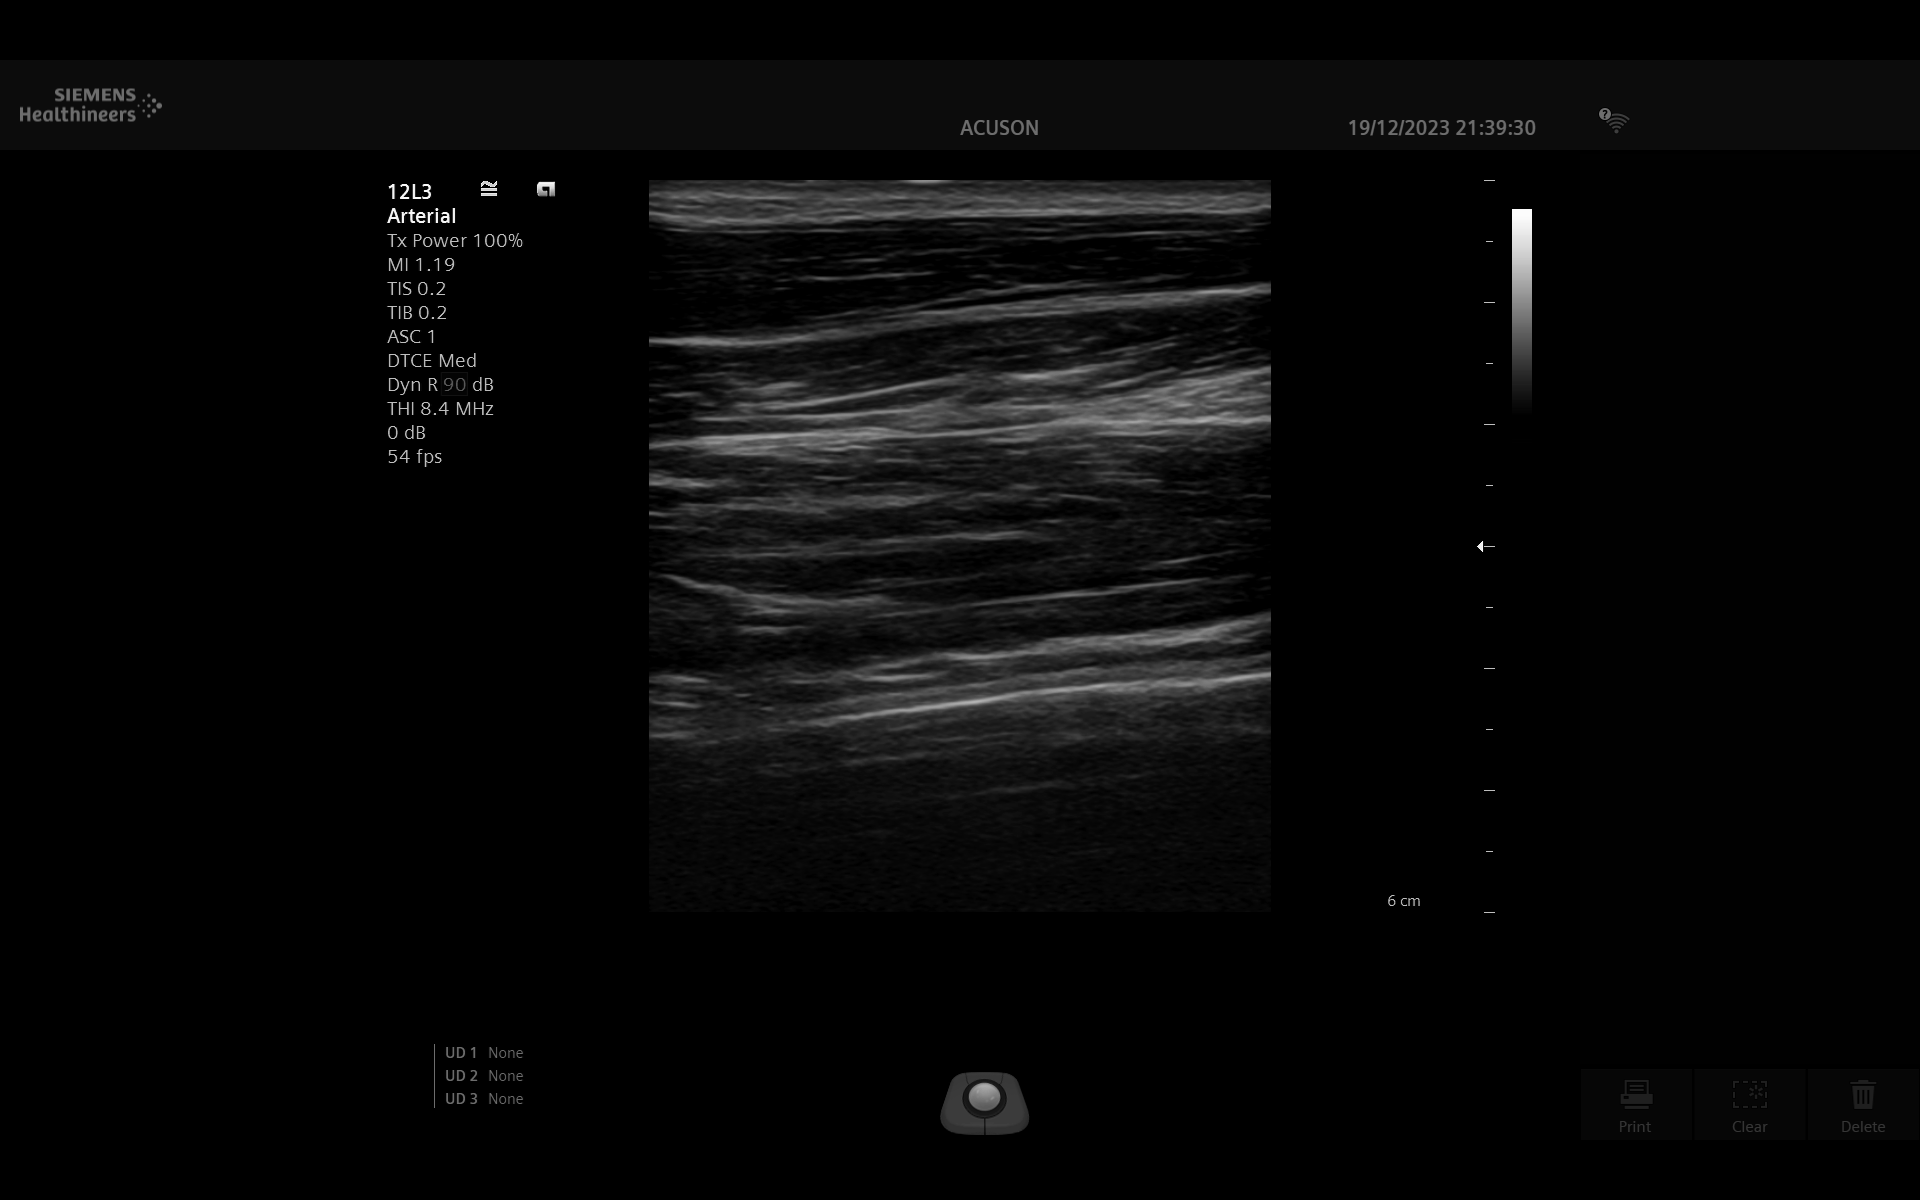 SIEMENS
Healthineers
ACUSON
19/12/2023 21:39:30
?
12L3
Arterial
Tx Power 100%
MI 1.19
TIS 0.2
TIB 0.2
ASC 1
DTCE Med
Dyn R 90 dB
THI 8.4 MHz
0 dB
54 fps
6 cm
UD 1 None
UD 2 None
UD 3 None
Print
Clear
Delete